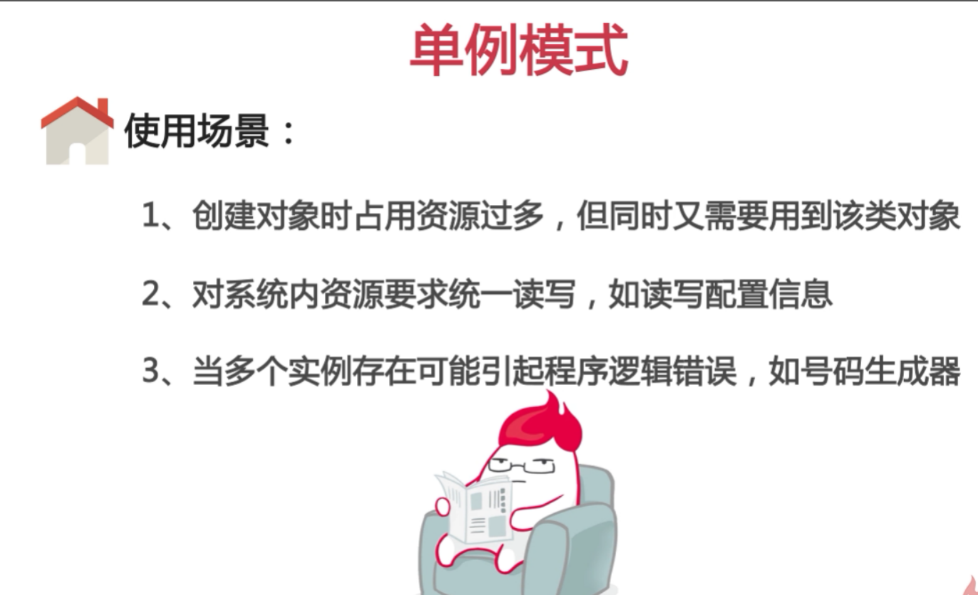 单例模式
使用场景：
1、创建对象时占用资源过多，但同时又需要用到该类对象
2、对系统内资源要求统一读写，如读写配置信息
3、当多个实例存在可能引起程序逻辑错误，如号码生成器